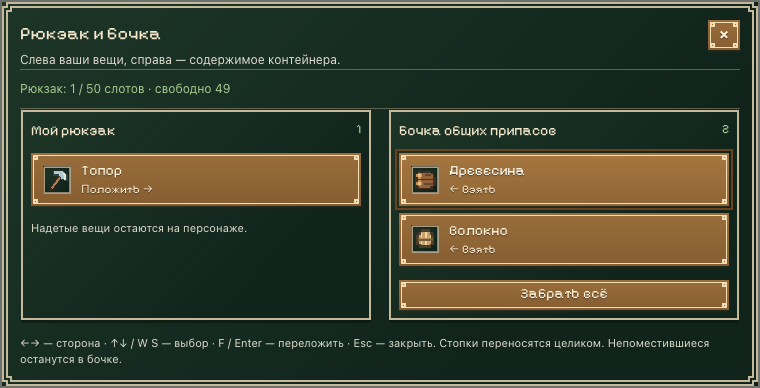 Рюкзак и бочка
×
Слева ваши вещи, справа — содержимое контейнера.
Рюкзак: 1 / 50 слотов · свободно 49
Мой рюкзак
1
Топор
Положить →
Надетые вещи остаются на персонаже.
Бочка общих припасов
2
Древесина
← Взять
Волокно
← Взять
Забрать всё
←→ — сторона · ↑↓ / W S — выбор · F / Enter — переложить · Esc — закрыть. Стопки переносятся целиком. Непоместившиеся
останутся в бочке.